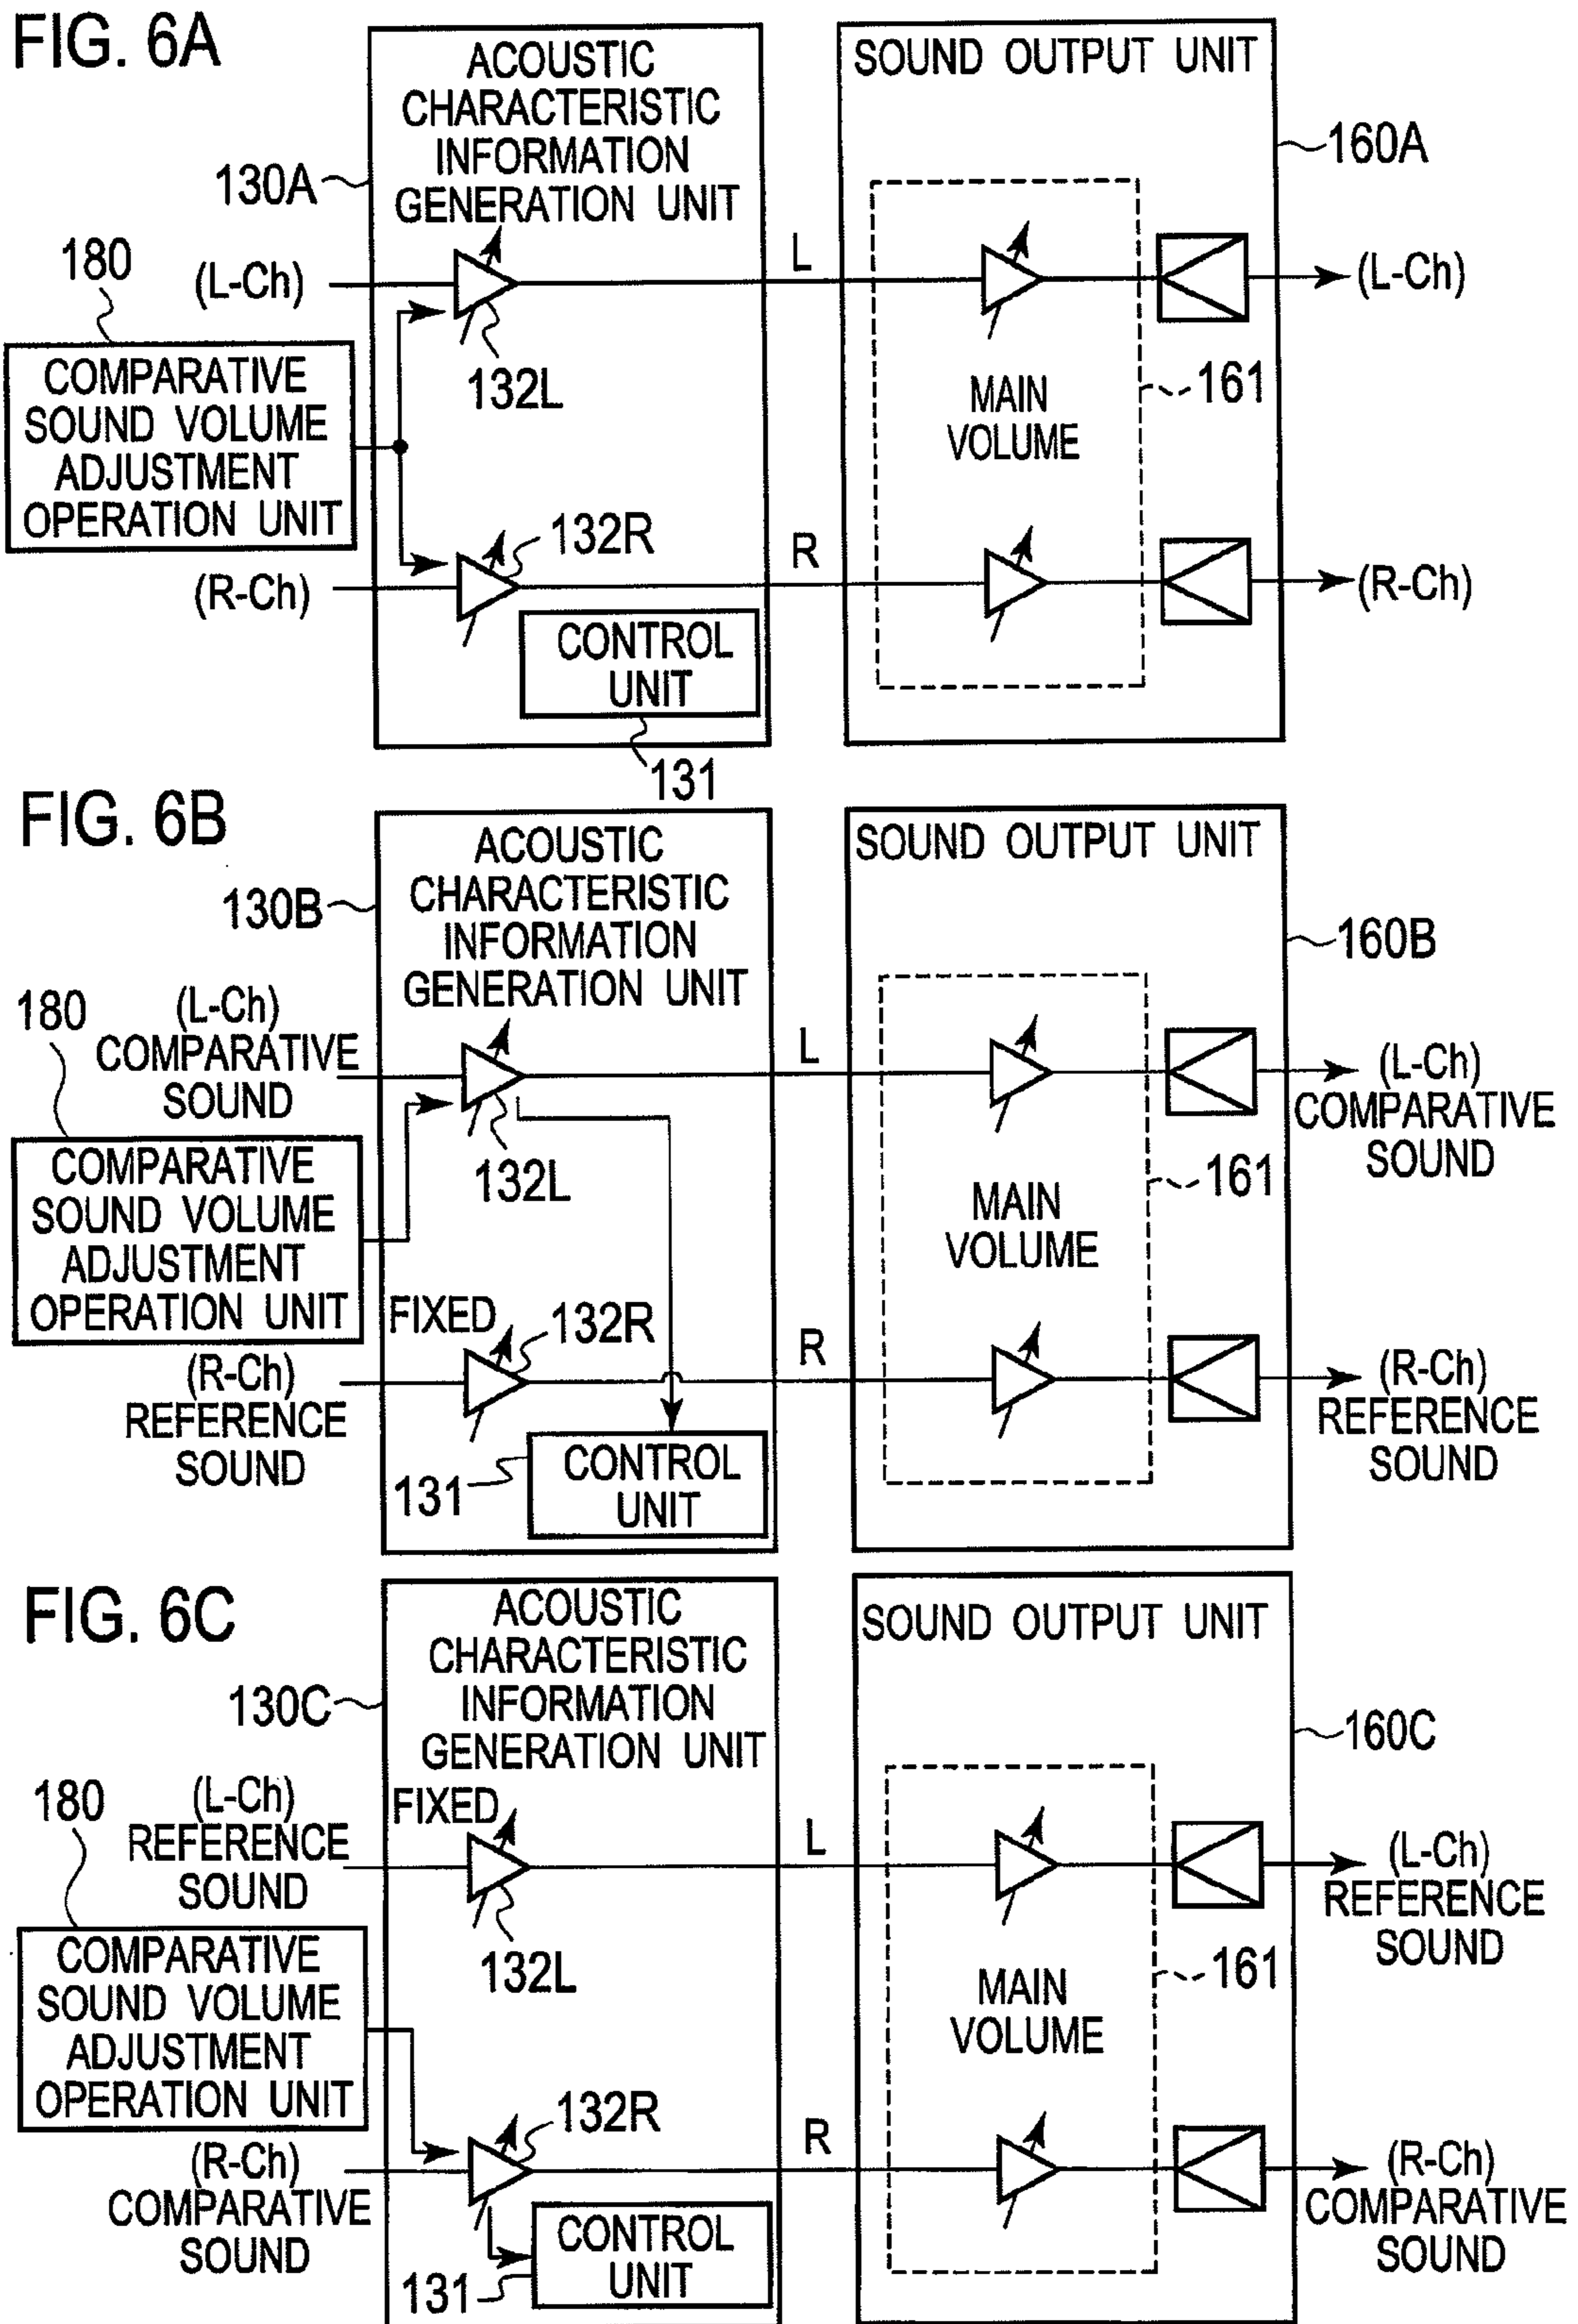 FIG. 6A
ACOUSTIC
CHARACTERISTIC
INFORMATION
GENERATION UNIT
SOUND OUTPUT UNIT
130A
160A
180
(L-Ch)
L
(L-Ch)
COMPARATIVE
SOUND VOLUME
ADJUSTMENT
OPERATION UNIT
132L
MAIN
VOLUME
161
132R
R
(R-Ch)
(R-Ch)
CONTROL
UNIT
131
FIG. 6B
ACOUSTIC
CHARACTERISTIC
INFORMATION
GENERATION UNIT
SOUND OUTPUT UNIT
130B
160B
180
(L-Ch)
COMPARATIVE
SOUND
L
(L-Ch)
COMPARATIVE
SOUND
COMPARATIVE
SOUND VOLUME
ADJUSTMENT
OPERATION UNIT
132L
MAIN
VOLUME
161
FIXED
132R
R
(R-Ch)
REFERENCE
SOUND
(R-Ch)
REFERENCE
SOUND
131
CONTROL
UNIT
FIG. 6C
ACOUSTIC
CHARACTERISTIC
INFORMATION
GENERATION UNIT
SOUND OUTPUT UNIT
130C
160C
180
(L-Ch)
REFERENCE
SOUND
FIXED
L
(L-Ch)
REFERENCE
SOUND
132L
COMPARATIVE
SOUND VOLUME
ADJUSTMENT
OPERATION UNIT
MAIN
VOLUME
161
132R
R
(R-Ch)
COMPARATIVE
SOUND
(R-Ch)
COMPARATIVE
SOUND
131
CONTROL
UNIT